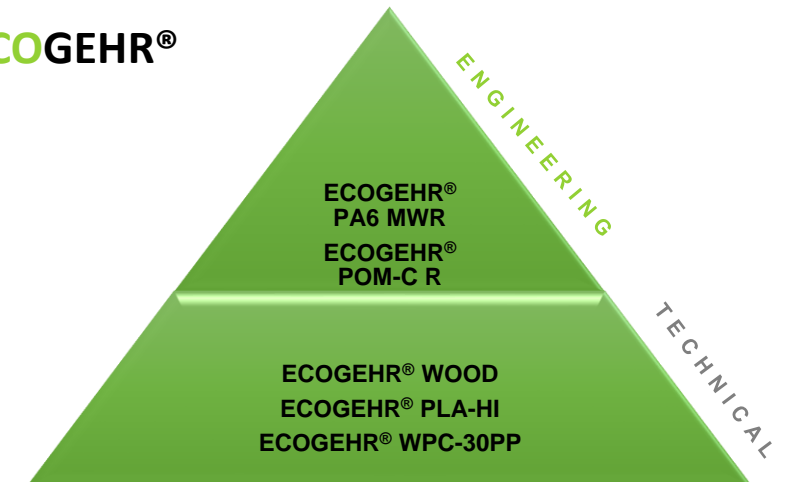 COGEHR®
ENGINEERING
ECOGEHR®
PA6 MWR
ECOGEHR®
POM-C R
TECHNICAL
ECOGEHR® WOOD
ECOGEHR® PLA-HI
ECOGEHR® WPC-30PP